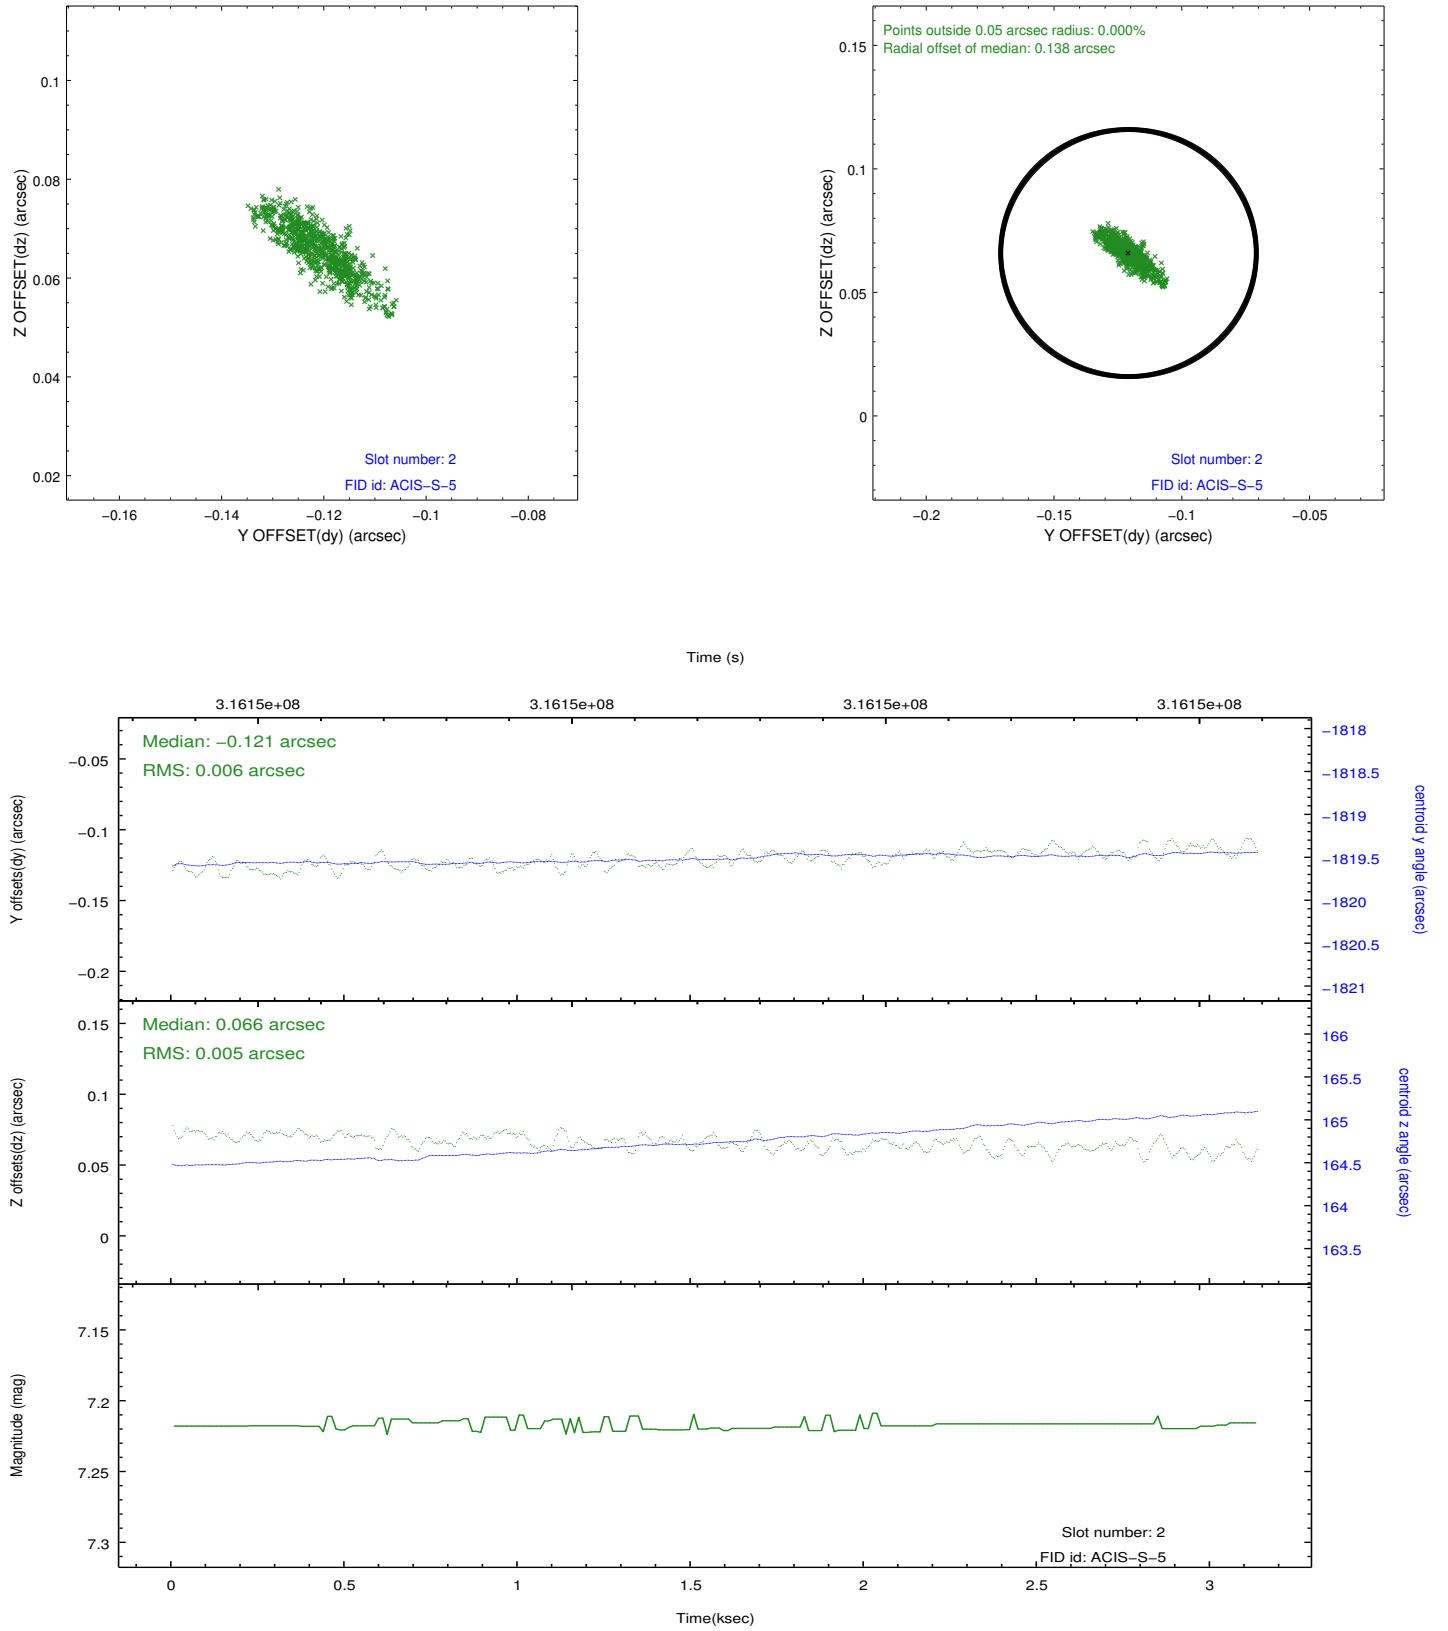 0.1
0.08
0.06
0.04
0.02
Z OFFSET(dz) (arcsec)
Slot number: 2
FID id: ACIS−S−5
−0.16
−0.14
−0.12
−0.1
−0.08
Y OFFSET(dy) (arcsec)
Points outside 0.05 arcsec radius: 0.000%
Radial offset of median: 0.138 arcsec
0.15
0.1
0.05
0
Z OFFSET(dz) (arcsec)
Slot number: 2
FID id: ACIS−S−5
−0.2
−0.15
−0.1
−0.05
Y OFFSET(dy) (arcsec)
Time (s)
3.1615e+08
3.1615e+08
3.1615e+08
3.1615e+08
Median: −0.121 arcsec
RMS: 0.006 arcsec
−0.05
−0.1
−0.15
−0.2
Y offsets(dy) (arcsec)
−1818
−1818.5
−1819
−1819.5
−1820
−1820.5
−1821
centroid y angle (arcsec)
Median: 0.066 arcsec
RMS: 0.005 arcsec
0.15
0.1
0.05
0
Z offsets(dz) (arcsec)
166
165.5
165
164.5
164
163.5
centroid z angle (arcsec)
7.15
7.2
7.25
7.3
Magnitude (mag)
Slot number: 2
FID id: ACIS−S−5
0
0.5
1
1.5
2
2.5
3
Time(ksec)